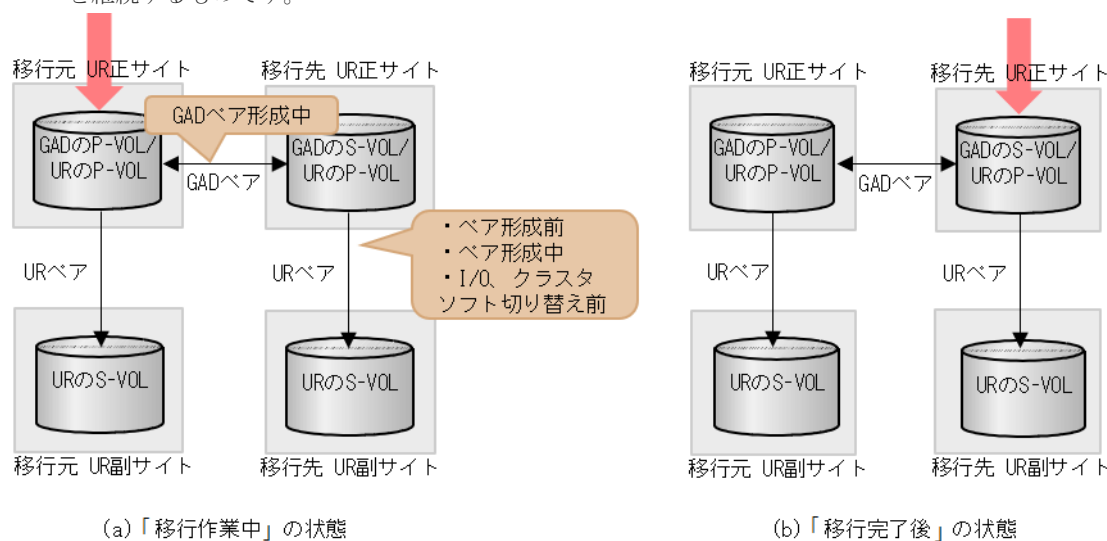 を継続するものです。
移行元 UR正サイト
移行先 UR正サイト
GADペア形成中
GADのP-VOL/
URのP-VOL
GADペア
GADのS-VOL/
URのP-VOL
・ペア形成前
・ペア形成中
・I/O、クラスタ
ソフト切り替え前
URペア
URペア
URのS-VOL
URのS-VOL
移行元 UR副サイト
移行先 UR副サイト
(a)「移行作業中」の状態
移行元 UR正サイト
移行先 UR正サイト
GADのP-VOL/
URのP-VOL
GADペア
GADのS-VOL/
URのP-VOL
URペア
URペア
URのS-VOL
URのS-VOL
移行元 UR副サイト
移行先 UR副サイト
(b)「移行完了後」の状態